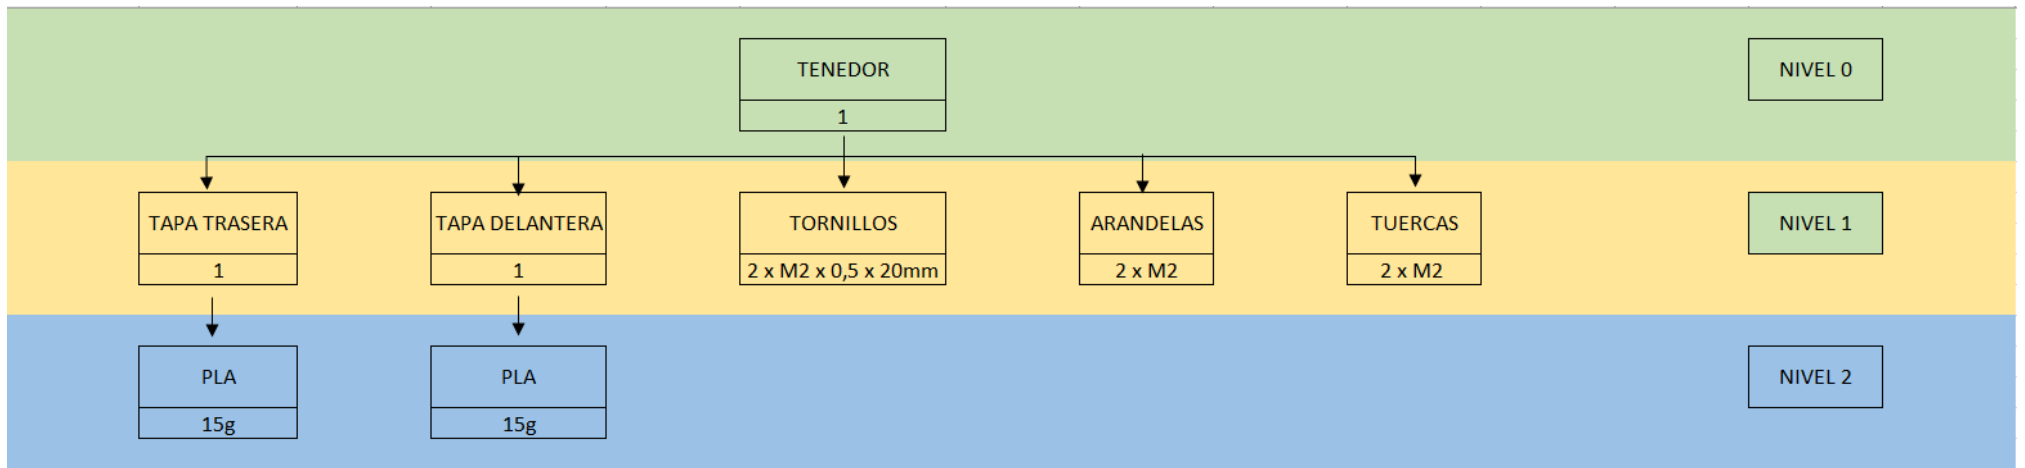 TENEDOR
1
NIVEL 0
TAPA TRASERA
1
TAPA DELANTERA
1
TORNILLOS
2 x M2 x 0,5 x 20mm
ARANDELAS
2 x M2
TUERCAS
2 x M2
NIVEL 1
PLA
15g
PLA
15g
NIVEL 2